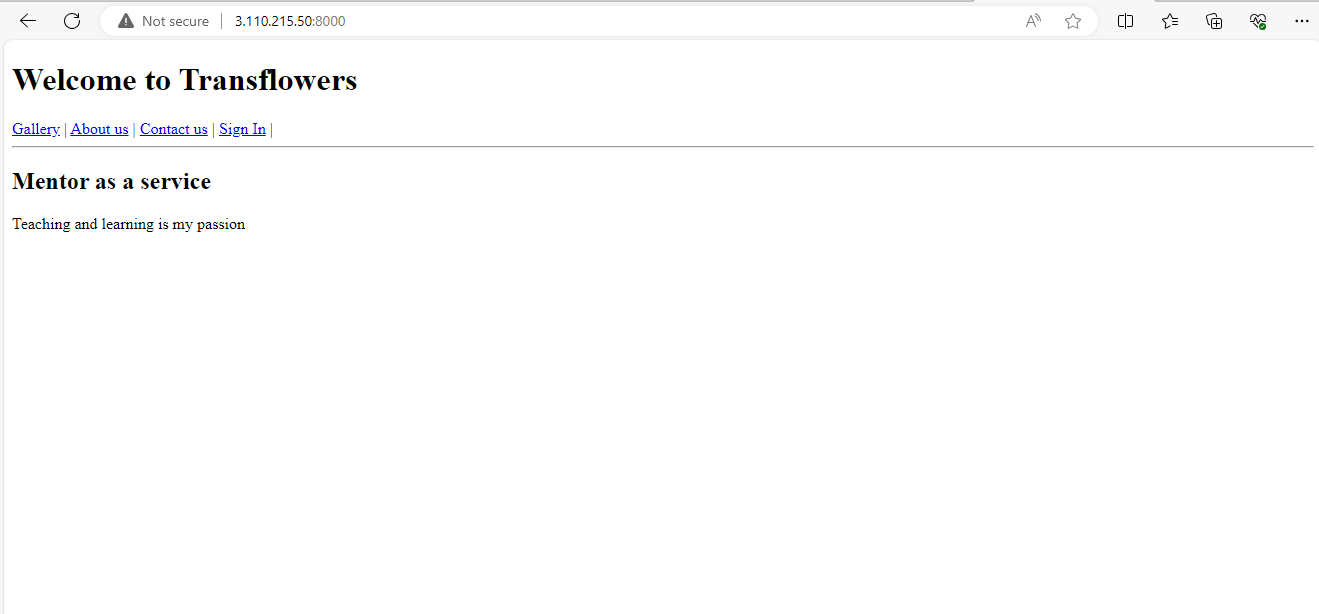 Not secure | 3.110.215.50:8000
Welcome to Transflowers
Gallery | About us | Contact us | Sign In |
Mentor as a service
Teaching and learning is my passion